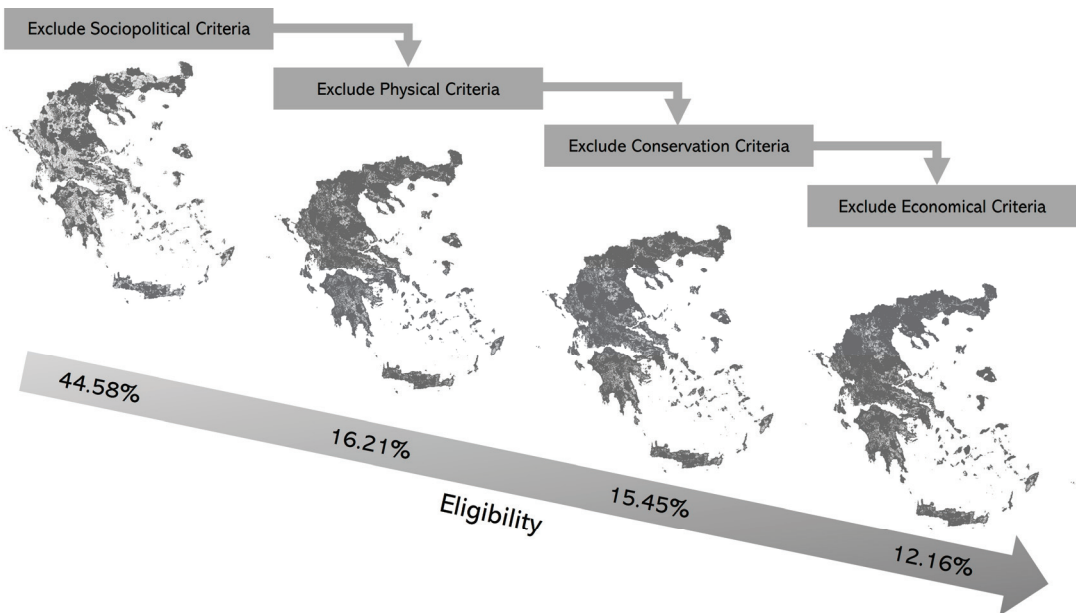 Exclude Sociopolitical Criteria
Exclude Physical Criteria
Exclude Conservation Criteria
Exclude Economical Criteria
44.58%
16.21%
15.45%
12.16%
Eligibility